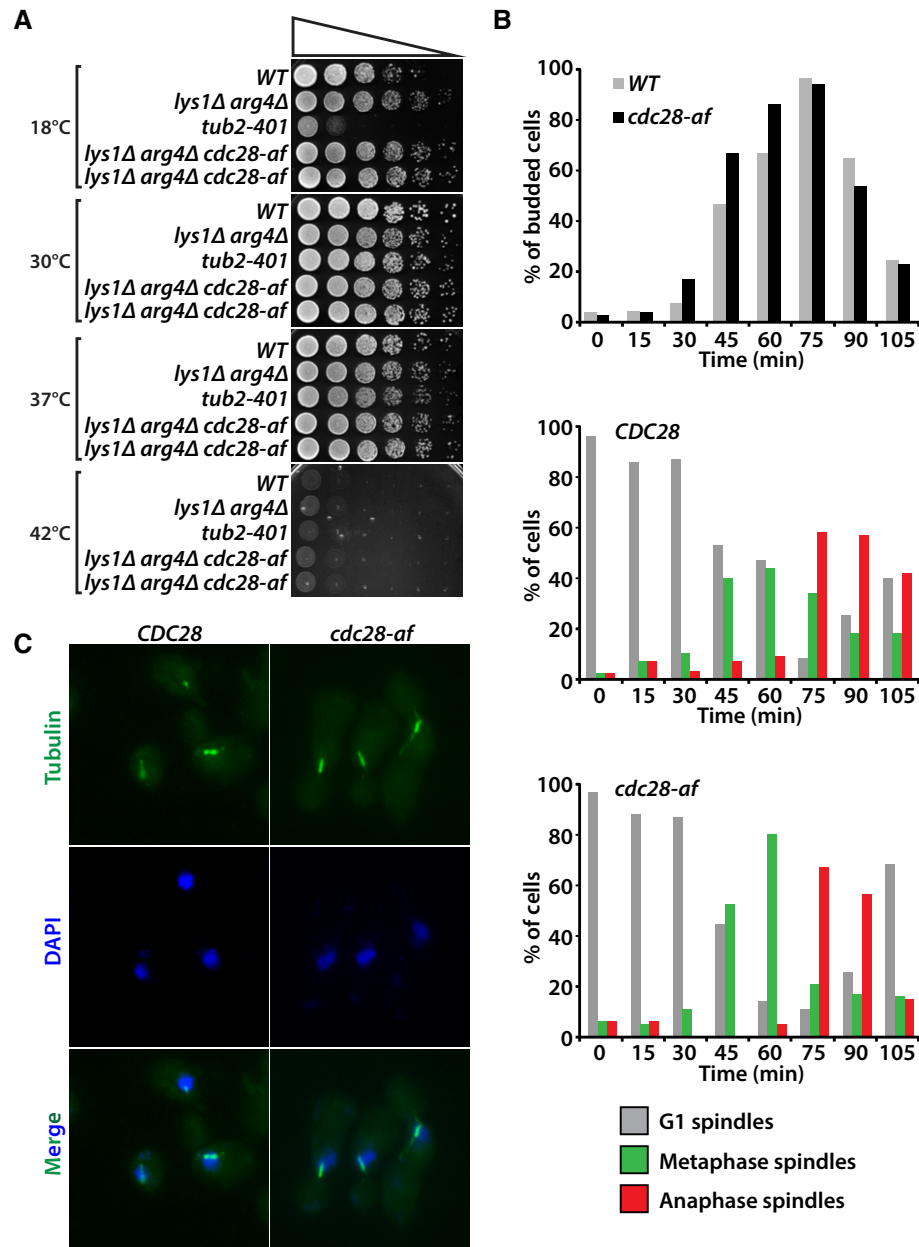 A
18°C
WT
lys1Δ arg4Δ
tub2-401
lys1Δ arg4Δ cdc28-af
lys1Δ arg4Δ cdc28-af
30°C
WT
lys1Δ arg4Δ
tub2-401
lys1Δ arg4Δ cdc28-af
lys1Δ arg4Δ cdc28-af
37°C
WT
lys1Δ arg4Δ
tub2-401
lys1Δ arg4Δ cdc28-af
lys1Δ arg4Δ cdc28-af
42°C
WT
lys1Δ arg4Δ
tub2-401
lys1Δ arg4Δ cdc28-af
lys1Δ arg4Δ cdc28-af
B
% of budded cells
100
80
60
40
20
0
WT
cdc28-af
0 15 30 45 60 75 90 105
Time (min)
CDC28
% of cells
100
80
60
40
20
0
0 15 30 45 60 75 90 105
Time (min)
cdc28-af
% of cells
100
80
60
40
20
0
0 15 30 45 60 75 90 105
Time (min)
G1 spindles
Metaphase spindles
Anaphase spindles
C
CDC28 cdc28-af
Tubulin
DAPI
Merge